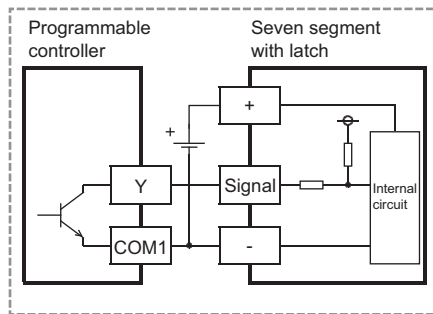 Programmable
controller
Seven segment
with latch
+
+
Y
Signal
Internal
circuit
COM1
-